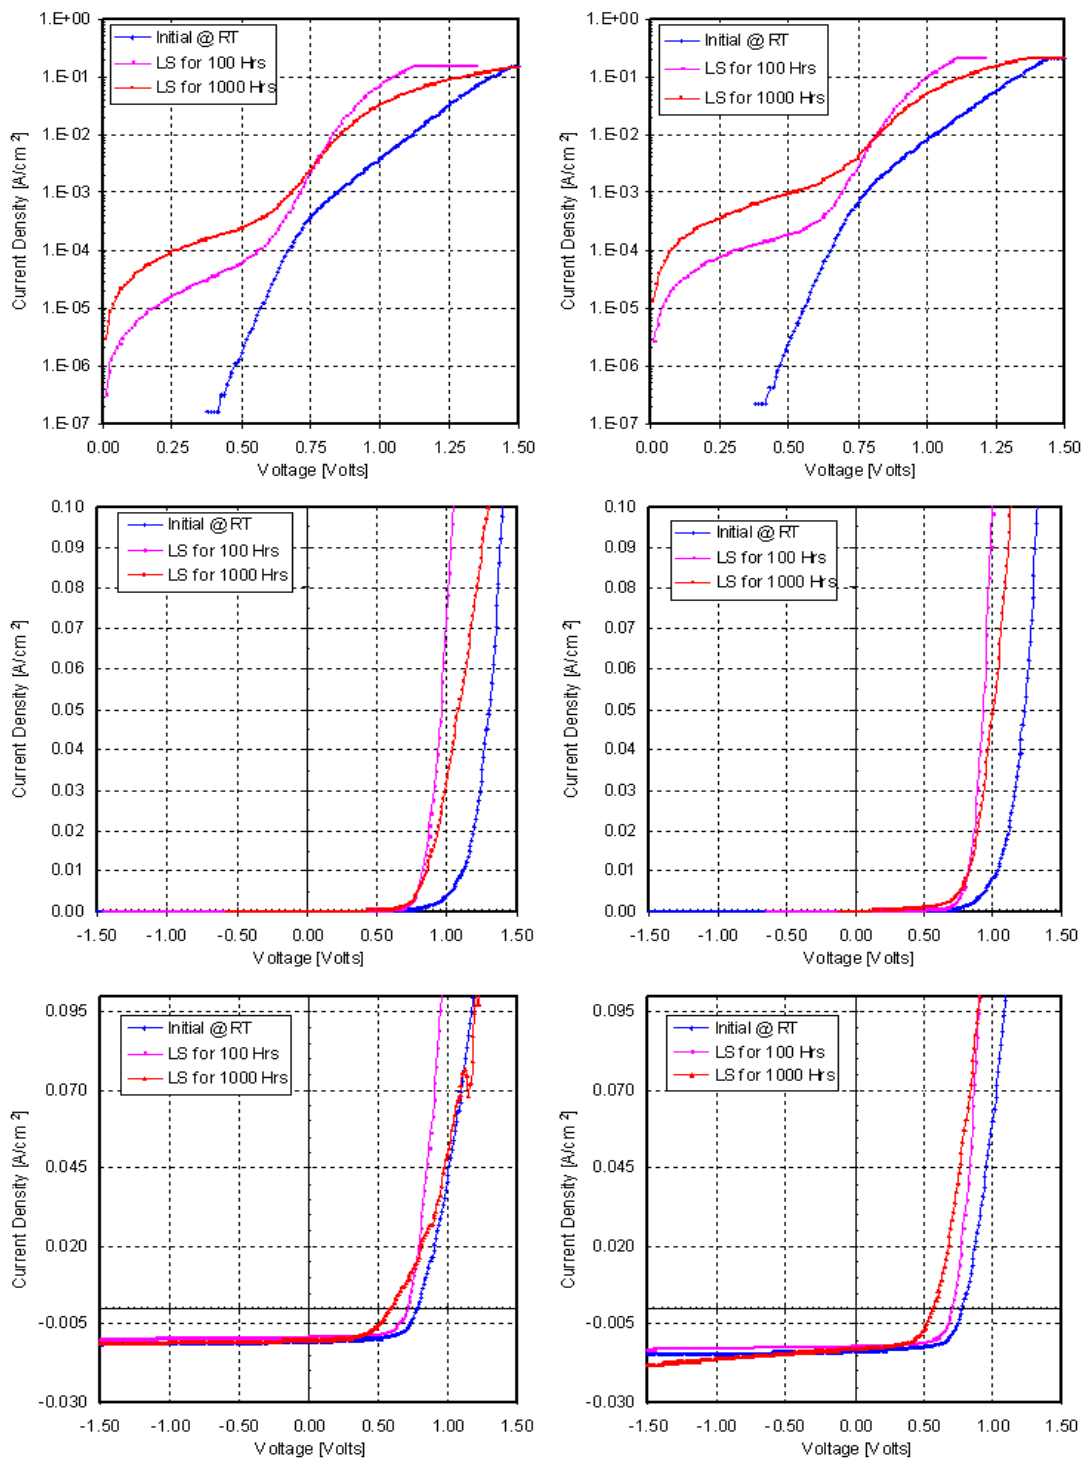 1.E+00
1.E-01
1.E-02
1.E-03
1.E-04
1.E-05
1.E-06
1.E-07
Current Density [A/cm ²]
Initial @ RT
LS for 100 Hrs
LS for 1000 Hrs
0.00 0.25 0.50 0.75 1.00 1.25 1.50
Voltage [Volts]
1.E+00
1.E-01
1.E-02
1.E-03
1.E-04
1.E-05
1.E-06
1.E-07
Current Density [A/cm ²]
Initial @ RT
LS for 100 Hrs
LS for 1000 Hrs
0.00 0.25 0.50 0.75 1.00 1.25 1.50
Voltage [Volts]
0.10
0.09
0.08
0.07
0.06
0.05
0.04
0.03
0.02
0.01
0.00
Current Density [A/cm ²]
Initial @ RT
LS for 100 Hrs
LS for 1000 Hrs
-1.50 -1.00 -0.50 0.00 0.50 1.00 1.50
Voltage [Volts]
0.10
0.09
0.08
0.07
0.06
0.05
0.04
0.03
0.02
0.01
0.00
Current Density [A/cm ²]
Initial @ RT
LS for 100 Hrs
LS for 1000 Hrs
-1.50 -1.00 -0.50 0.00 0.50 1.00 1.50
Voltage [Volts]
0.095
0.070
0.045
0.020
-0.005
-0.030
Current Density [A/cm ²]
Initial @ RT
LS for 100 Hrs
LS for 1000 Hrs
-1.50 -1.00 -0.50 0.00 0.50 1.00 1.50
Voltage [Volts]
0.095
0.070
0.045
0.020
-0.005
-0.030
Current Density [A/cm ²]
Initial @ RT
LS for 100 Hrs
LS for 1000 Hrs
-1.50 -1.00 -0.50 0.00 0.50 1.00 1.50
Voltage [Volts]